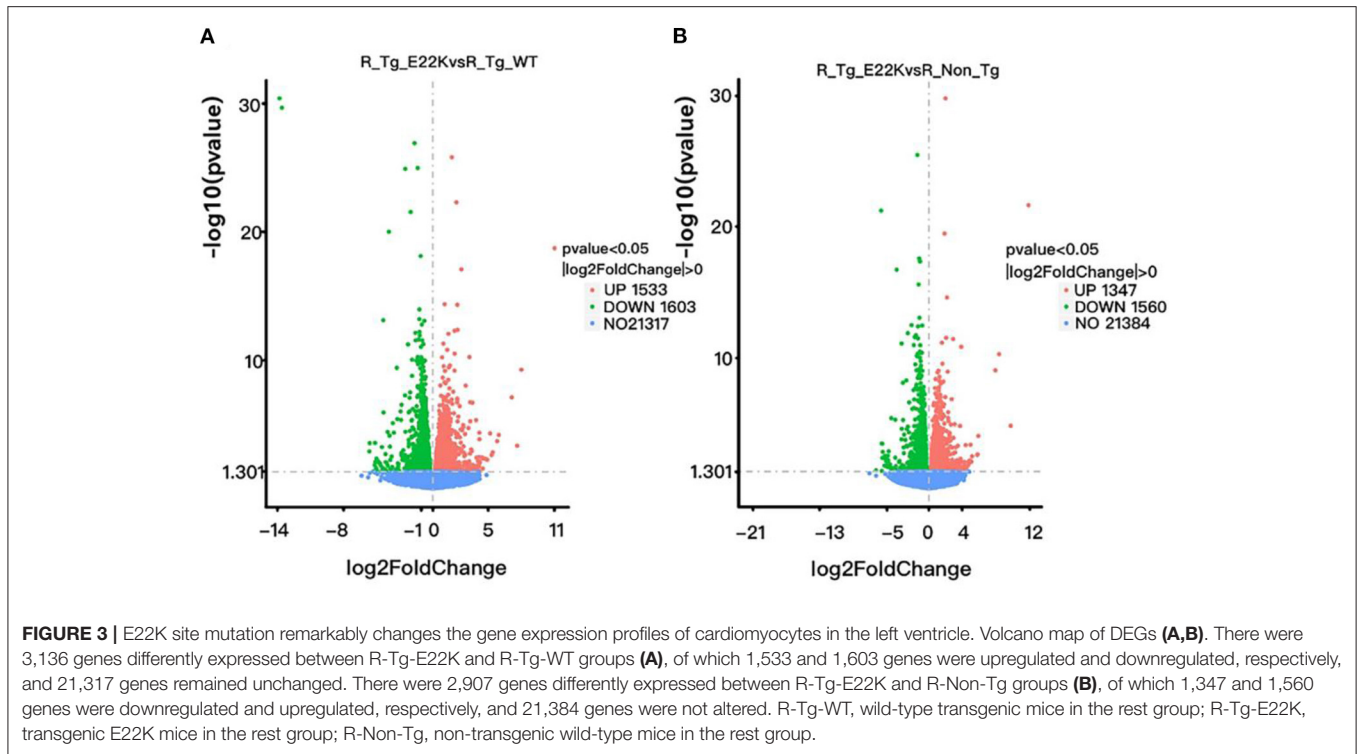 A
B
R_Tg_E22KvsR_Tg_WT
R_Tg_E22KvsR_Non_Tg
-log10(pvalue)
30
20
10
1.301
-14
-8
-1
0
5
11
log2FoldChange
pvalue<0.05
|log2FoldChange|>0
UP 1533
DOWN 1603
NO21317
-log10(pvalue)
30
20
10
1.301
-21
-13
-5
0
4
12
log2FoldChange
pvalue<0.05
|log2FoldChange|>0
UP 1347
DOWN 1560
NO 21384
FIGURE 3 | E22K site mutation remarkably changes the gene expression profiles of cardiomyocytes in the left ventricle. Volcano map of DEGs (A,B). There were
3,136 genes differently expressed between R-Tg-E22K and R-Tg-WT groups (A), of which 1,533 and 1,603 genes were upregulated and downregulated, respectively,
and 21,317 genes remained unchanged. There were 2,907 genes differently expressed between R-Tg-E22K and R-Non-Tg groups (B), of which 1,347 and 1,560
genes were downregulated and upregulated, respectively, and 21,384 genes were not altered. R-Tg-WT, wild-type transgenic mice in the rest group; R-Tg-E22K,
transgenic E22K mice in the rest group; R-Non-Tg, non-transgenic wild-type mice in the rest group.